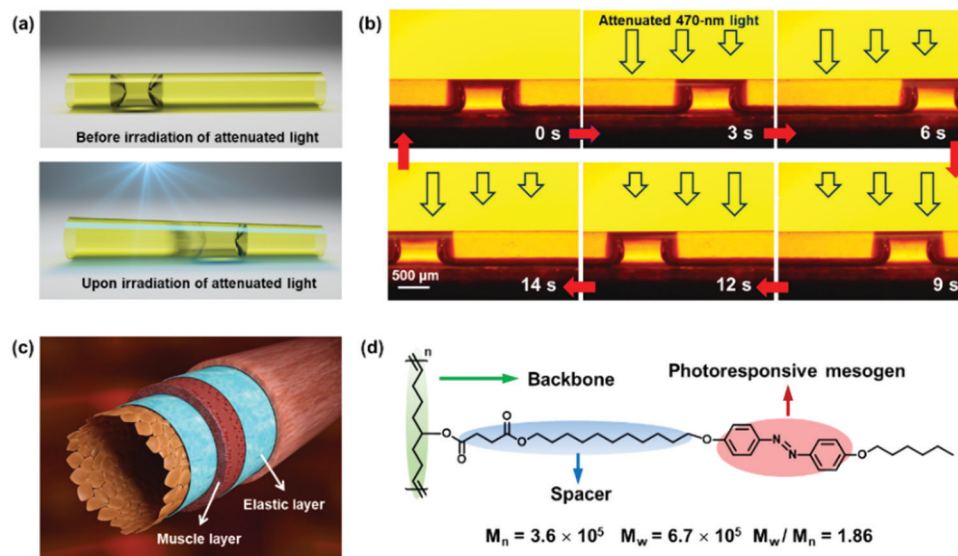 (a)
Before irradiation of attenuated light
Upon irradiation of attenuated light
(b)
Attenuated 470-nm light
0 s
3 s
6 s
14 s
12 s
9 s
500 μm
(c)
Elastic layer
Muscle layer
(d)
n
Backbone
Photoresponsive mesogen
O
O
O
O
O
N
N
O
Spacer
Mₙ = 3.6 × 10⁵ M_w = 6.7 × 10⁵ M_w/ Mₙ = 1.86